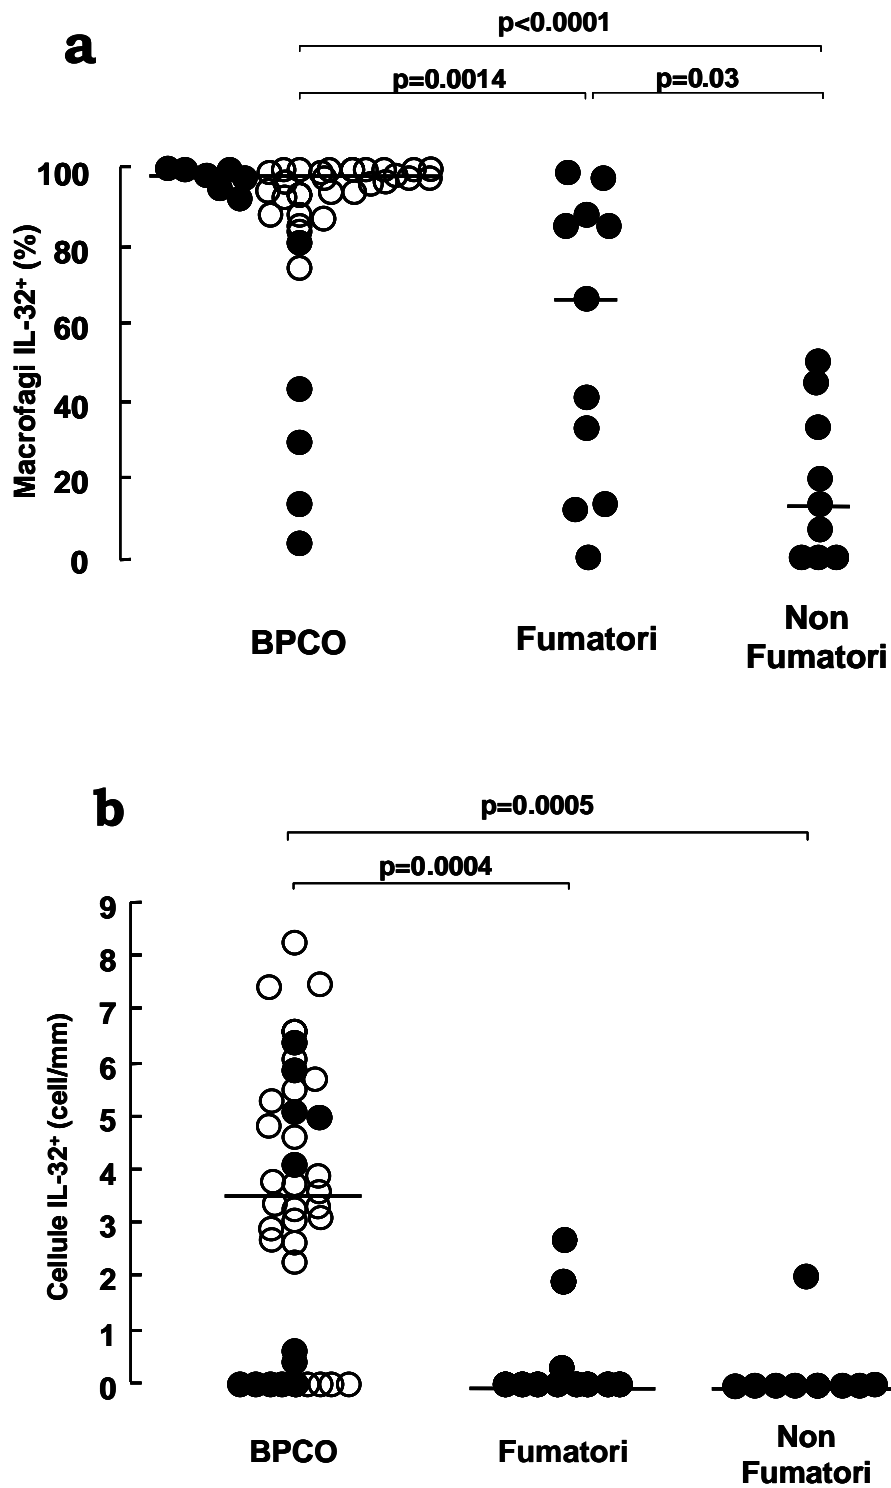 a
p<0.0001
p=0.0014
p=0.03
Macrofagi IL-32⁺ (%)
100
80
60
40
20
0
BPCO
Fumatori
Non
Fumatori
b
p=0.0005
p=0.0004
Cellule IL-32⁺ (cell/mm)
9
8
7
6
5
4
3
2
1
0
BPCO
Fumatori
Non
Fumatori